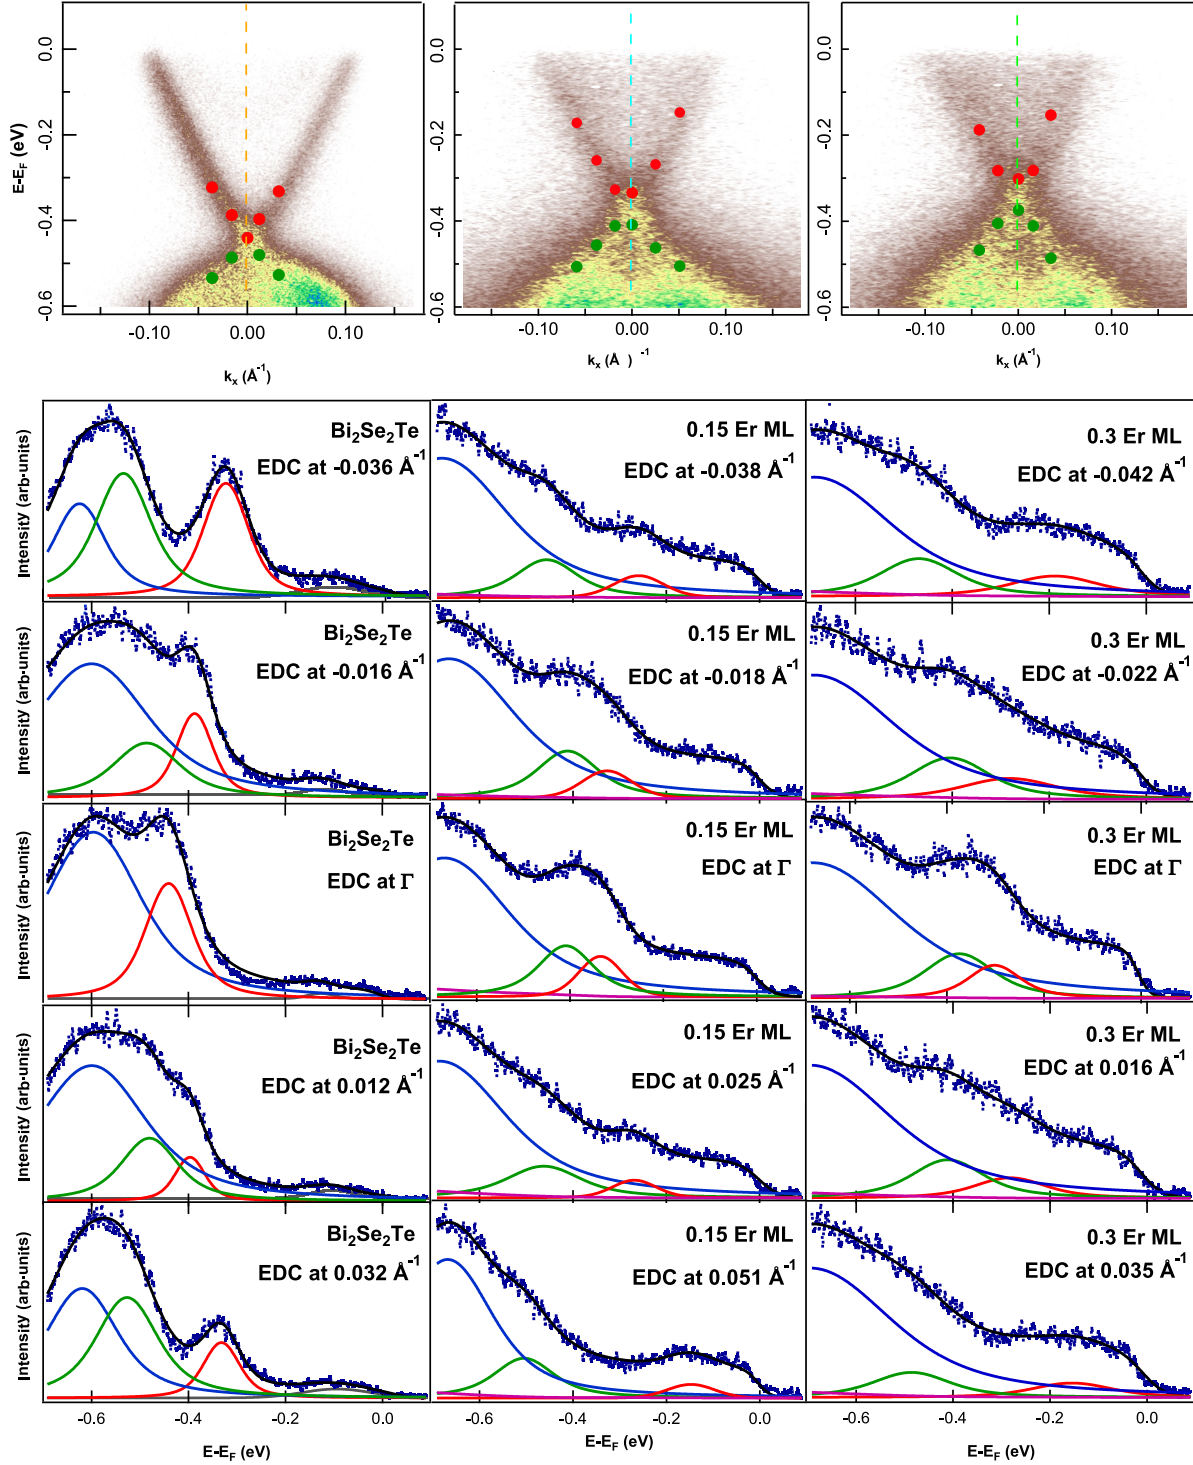 0.0
-0.2
-0.4
-0.6
E-E_F (eV)
-0.10
0.00
0.10
k_x (Å⁻¹)
0.0
-0.2
-0.4
-0.6
-0.10
0.00
0.10
k_x (Å ) ⁻¹
0.0
-0.2
-0.4
-0.6
-0.10
0.00
0.10
k_x (Å⁻¹)
Intensity (arb·units)
Bi₂Se₂Te
EDC at -0.036 Å⁻¹
0.15 Er ML
EDC at -0.038 Å⁻¹
0.3 Er ML
EDC at -0.042 Å⁻¹
Intensity (arb·units)
Bi₂Se₂Te
EDC at -0.016 Å⁻¹
0.15 Er ML
EDC at -0.018 Å⁻¹
0.3 Er ML
EDC at -0.022 Å⁻¹
Intensity (arb·units)
Bi₂Se₂Te
EDC at Γ
0.15 Er ML
EDC at Γ
0.3 Er ML
EDC at Γ
Intensity (arb·units)
Bi₂Se₂Te
EDC at 0.012 Å⁻¹
0.15 Er ML
EDC at 0.025 Å⁻¹
0.3 Er ML
EDC at 0.016 Å⁻¹
Intensity (arb·units)
Bi₂Se₂Te
EDC at 0.032 Å⁻¹
0.15 Er ML
EDC at 0.051 Å⁻¹
0.3 Er ML
EDC at 0.035 Å⁻¹
-0.6
-0.4
-0.2
0.0
E-E_F (eV)
-0.6
-0.4
-0.2
0.0
E-E_F (eV)
-0.6
-0.4
-0.2
0.0
E-E_F (eV)